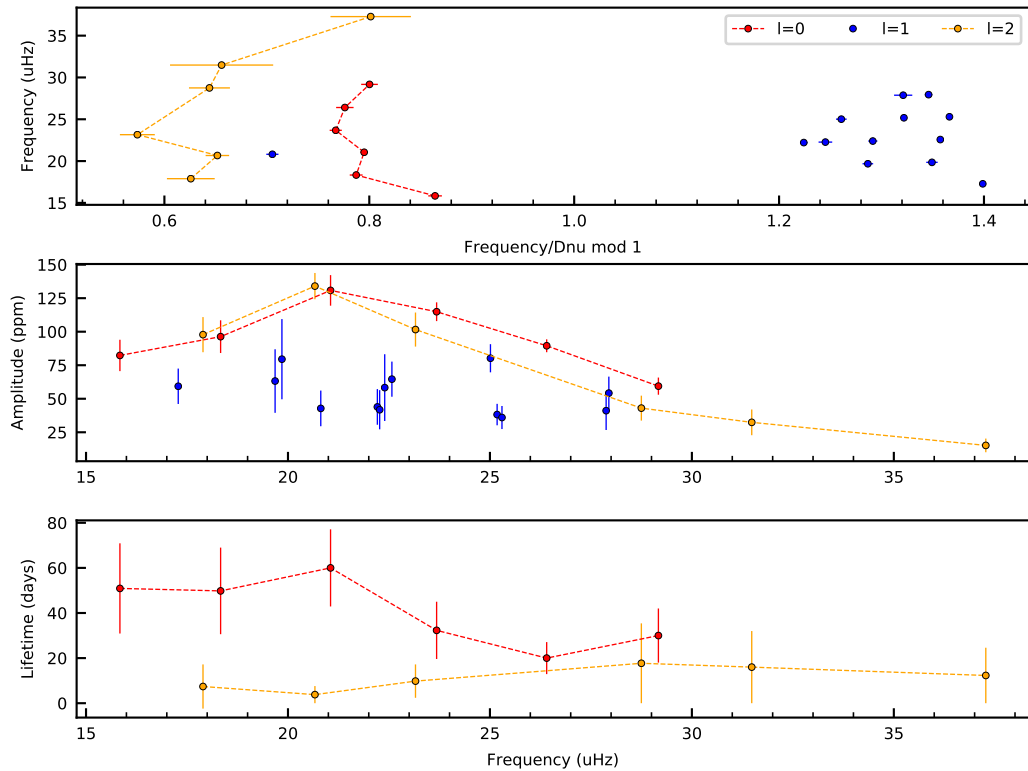 l=0 l=1 l=2
Frequency (uHz)
35
30
25
20
15
0.6 0.8 1.0 1.2 1.4
Frequency/Dnu mod 1
Amplitude (ppm)
150
125
100
75
50
25
15 20 25 30 35
Lifetime (days)
80
60
40
20
0
15 20 25 30 35
Frequency (uHz)